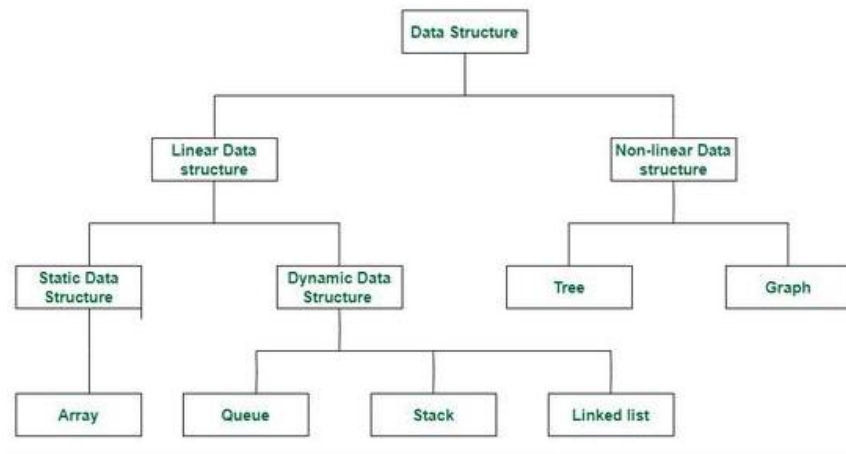 Data Structure
Linear Data
structure
Non-linear Data
structure
Static Data
Structure
Dynamic Data
Structure
Tree
Graph
Array
Queue
Stack
Linked list